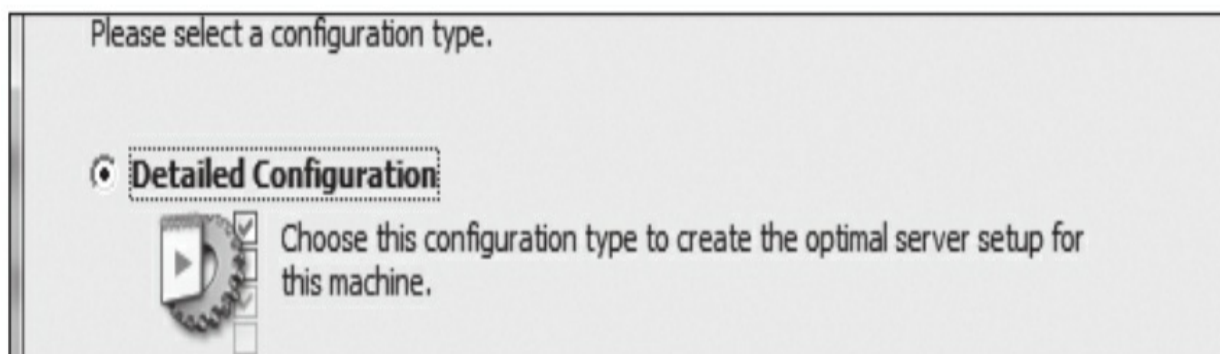 Please select a configuration type.
Detailed Configuration
Choose this configuration type to create the optimal server setup for
this machine.